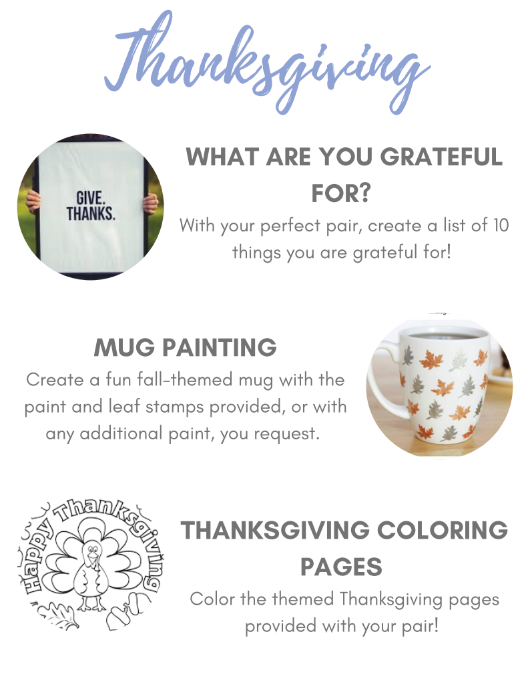 Thanksgiving
WHAT ARE YOU GRATEFUL
FOR?
GIVE.
THANKS.
With your perfect pair, create a list of 10
things you are grateful for!
MUG PAINTING
Create a fun fall-themed mug with the
paint and leaf stamps provided, or with
any additional paint, you request.
Happy Thanksgiving
THANKSGIVING COLORING
PAGES
Color the themed Thanksgiving pages
provided with your pair!